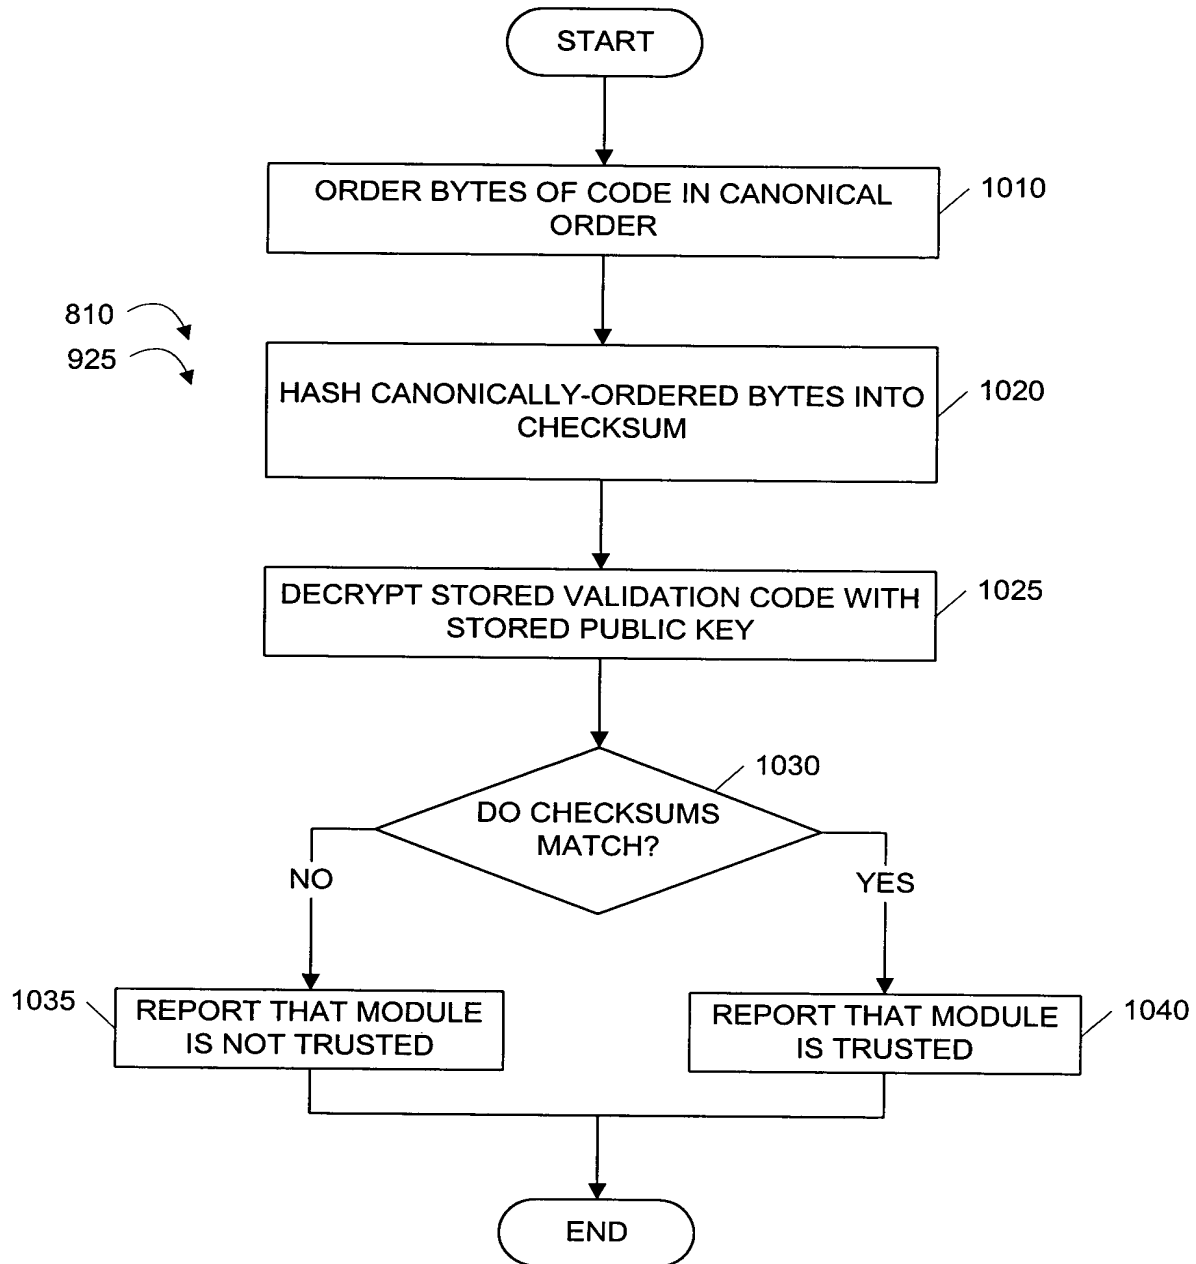 START
ORDER BYTES OF CODE IN CANONICAL
ORDER
1010
810
925
HASH CANONICALLY-ORDERED BYTES INTO
CHECKSUM
1020
DECRYPT STORED VALIDATION CODE WITH
STORED PUBLIC KEY
1025
DO CHECKSUMS
MATCH?
1030
NO
YES
1035
REPORT THAT MODULE
IS NOT TRUSTED
REPORT THAT MODULE
IS TRUSTED
1040
END